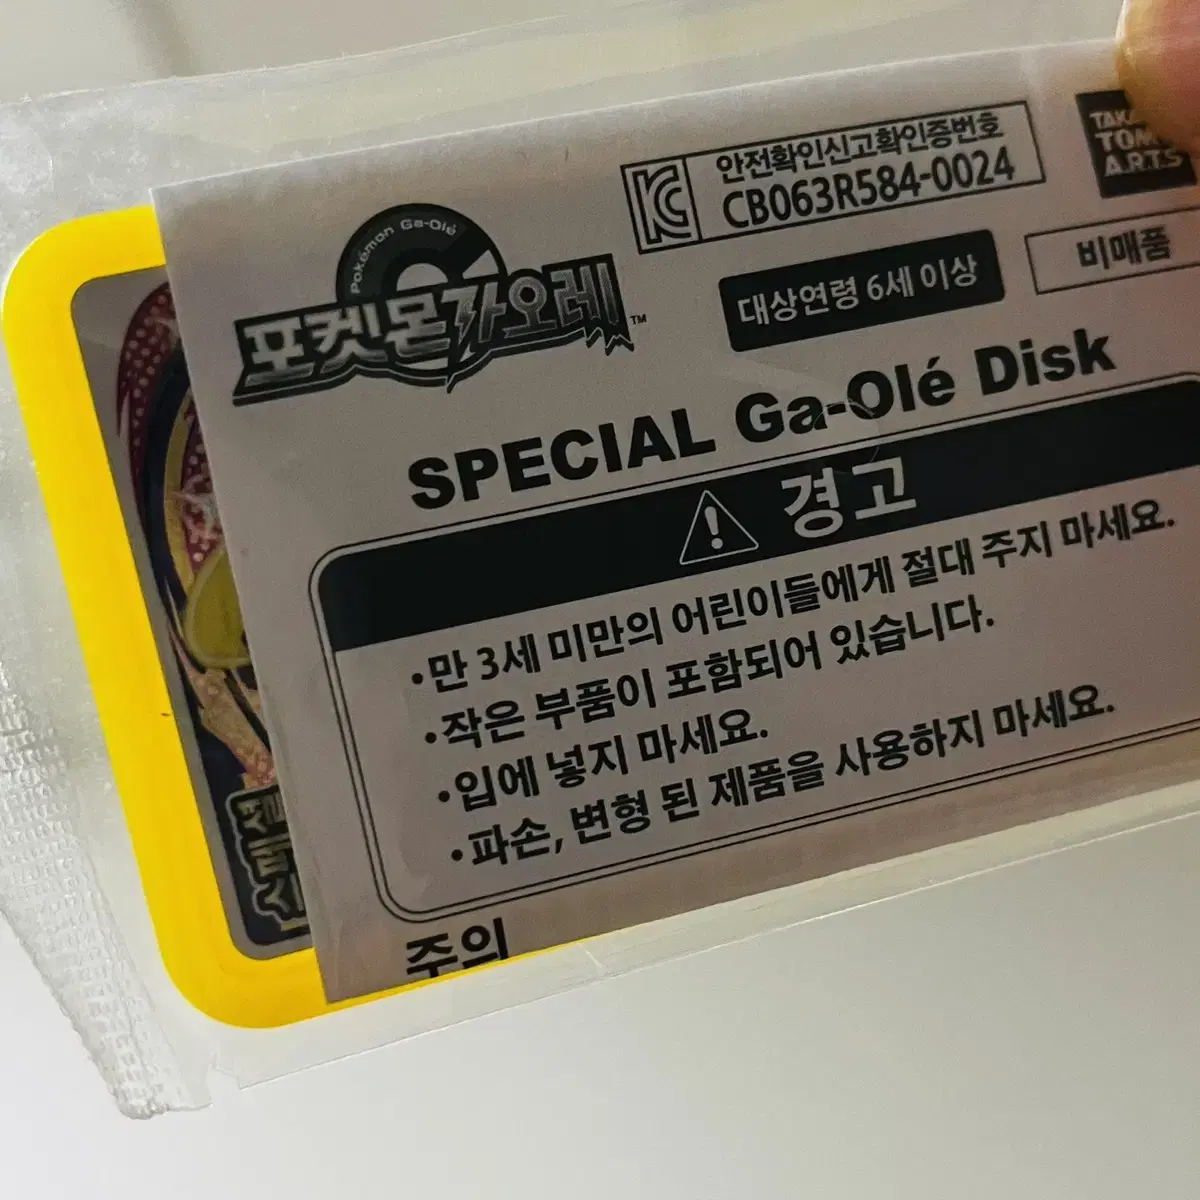 안전확인신고확인증번호
CB063R584-0024
TOMY
ARTS
Pokémon Ga-Olé
포켓몬 가오레™
대상연령 6세 이상
비매품
SPECIAL Ga-Olé Disk
경고
·만 3세 미만의 어린이들에게 절대 주지 마세요.
·작은 부품이 포함되어 있습니다.
·입에 넣지 마세요.
·파손, 변형 된 제품을 사용하지 마세요.
주의